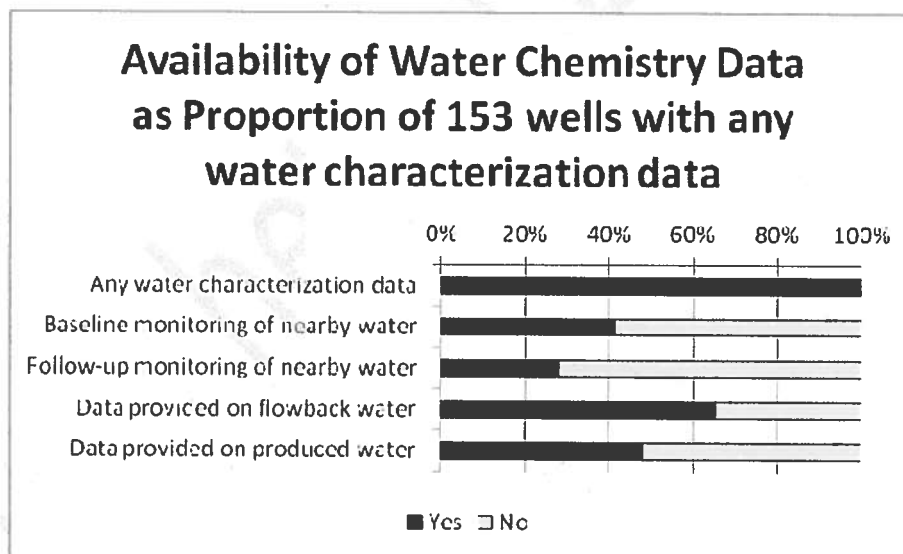 Availability of Water Chemistry Data
as Proportion of 153 wells with any
water characterization data
0% 20% 40% 60% 80% 100%
Any water characterization data
Baseline monitoring of nearby water
Follow-up monitoring of nearby water
Data provided on flowback water
Data provided on produced water
Yes No